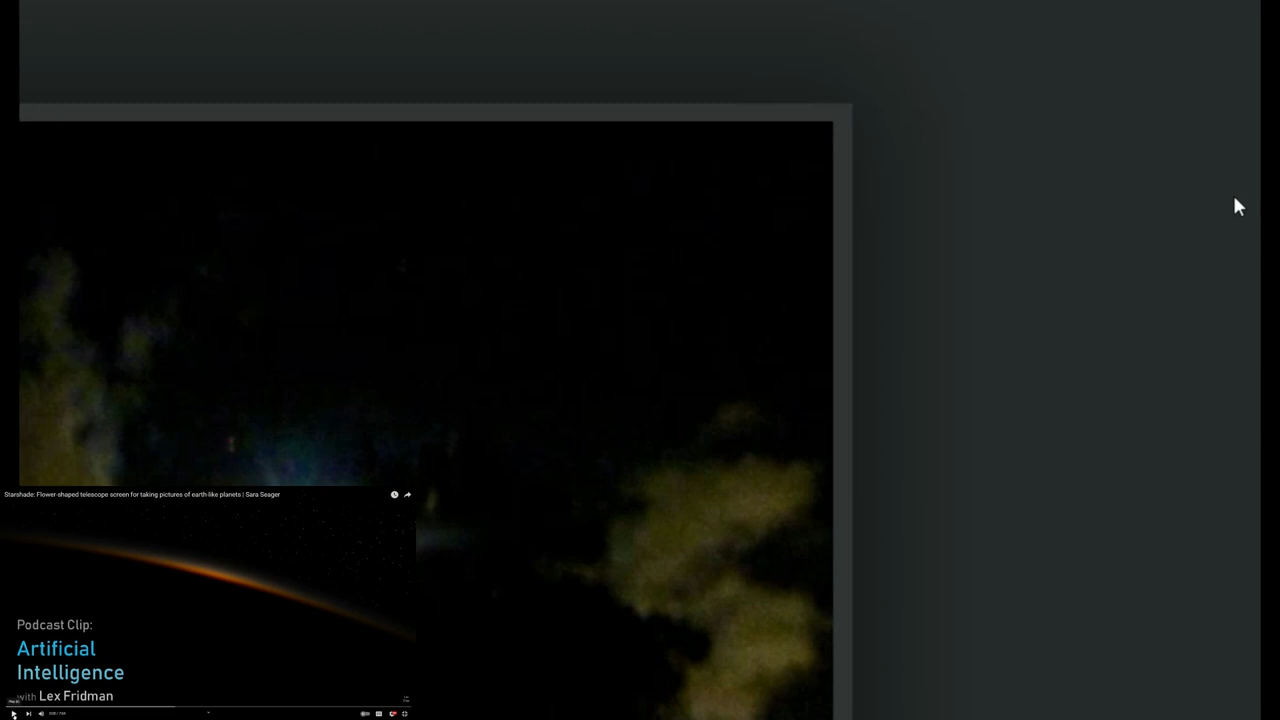 Starshade: Flower-shaped telescope screen for taking pictures of earth-like planets | Sara Seager
Podcast Clip:
Artificial
Intelligence
with Lex Fridman